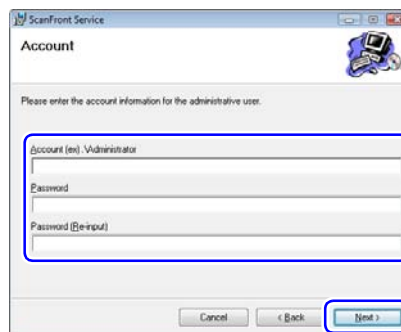 ScanFront Service
Account
Please enter the account information for the administrative user.
Account (ex) .\Administrator
Password
Password (Re-input)
Cancel
< Back
Next >